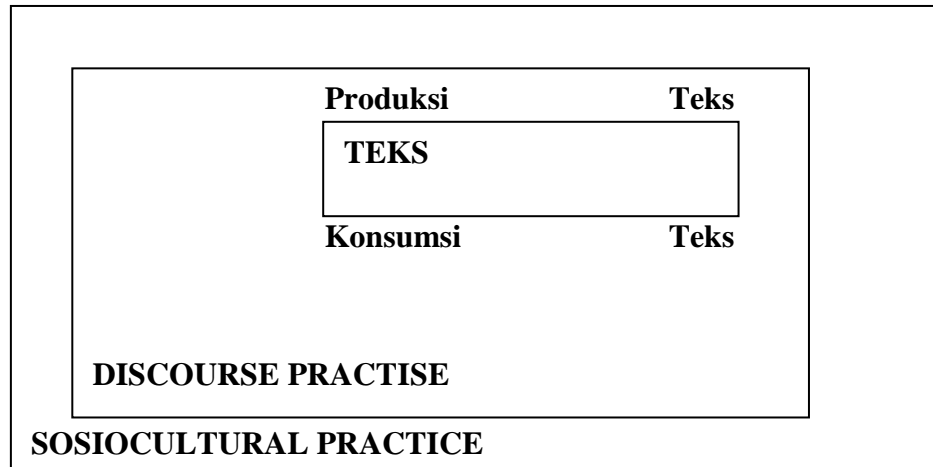 Produksi Teks
TEKS
Konsumsi Teks
DISCOURSE PRACTISE
SOSIOCULTURAL PRACTICE